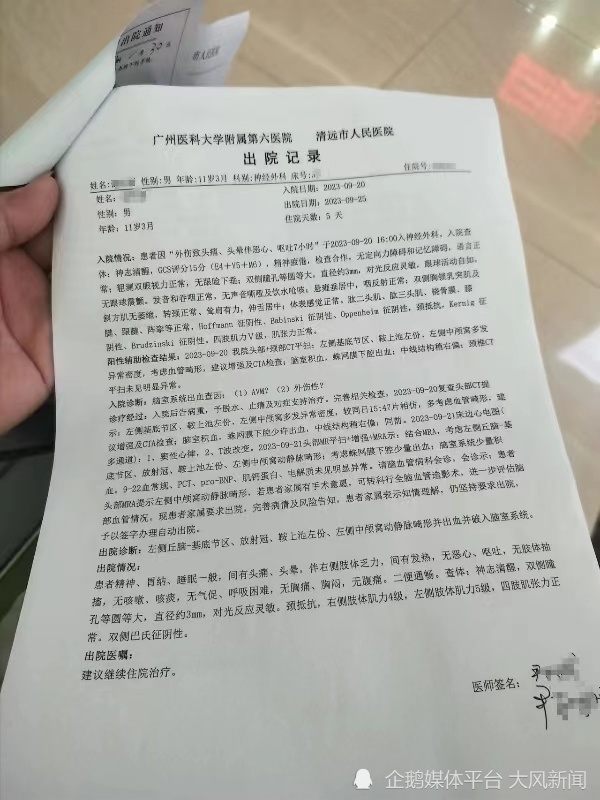 出院通知
20
广州医科大学附属第六医院 清远市人民医院
出院记录
姓名: 性别:男 年龄:11岁3月 科别:神经外科 床号: 住院号:
姓名: 入院日期:2023-09-20
性别:男 出院日期:2023-09-25
年龄:11岁3月 住院天数:5 天
入院情况:患者因“外伤致头痛、头晕伴恶心、呕吐7小时”于2023-09-20 16:00入神经外科。入院查
体:神志清醒,GCS评分15分(E4+V5+M6),精神疲倦,检查合作,无定向力障碍和记忆障碍,语言正
常;粗测双眼视力正常,无眼睑下垂;双侧瞳孔等圆等大,直径约3mm,对光反应灵敏,眼球活动自如。
无眼球震颤。发音和吞咽正常,无声音嘶哑及饮水呛咳;悬雍垂居中,咽反射正常;双侧胸锁乳突肌及
斜方肌无萎缩,转颈正常、耸肩有力,伸舌居中;体表感觉正常,肱二头肌、肱三头肌、桡骨膜、膝
腱、跟腱、阵挛等正常,Hoffmann 征阴性、Babinski 征阴性、Oppenheim 征阴性,颈抵抗,Kernig 征
阴性、Brudzinski 征阴性。四肢肌力Ⅴ级,肌张力正常。
阳性辅助检查结果:2023-09-20 我院头部+颈部CT平扫:左侧基底节区、鞍上池左份、左侧中颅窝多发
异常密度,考虑血管畸形,建议增强及CTA检查;脑室积血,蛛网膜下腔出血;中线结构稍右偏;颈椎CT
平扫未见明显异常。
入院诊断:脑室系统出血查因:(1)AVM?(2)外伤性?
诊疗经过:入院后告病重,予脱水、止痛及对症支持治疗。完善相关检查,2023-09-20复查头部CT提
示:左侧基底节区、鞍上池左份、左侧中颅窝多发异常密度,较同日15:47片相仿,多考虑血管畸形,建
议增强及CTA检查;脑室积血,蛛网膜下腔少许出血,中线结构稍右偏;同前。2023-09-21床边心电图(
多通道):1、窦性心律,2、T波改变。2023-09-21头部MR平扫+增强+MRA示:结合MRA,考虑左侧丘脑-基
底节区、放射冠、鞍上池左份、左侧中颅窝动静脉畸形;考虑蛛网膜下腔少量出血;脑室系统少量积
血。9-22血常规、PCT、pro-BNP、肌钙蛋白、电解质未见明显异常。请脑血管病科会诊,会诊示:患者
头部MRA提示左侧中颅窝动静脉畸形,若患者家属有手术意愿,可转科行全脑血管造影术,进一步评估脑
部血管情况。现患者家属要求出院,完善病情及风险告知,患者家属表示知情理解,仍坚持要求出院,
予以签字办理自动出院。
出院诊断:左侧丘脑-基底节区、放射冠、鞍上池左份、左侧中颅窝动静脉畸形并出血并破入脑室系统。
出院情况:
患者精神、胃纳、睡眠一般,间有头痛、头晕,伴右侧肢体乏力,间有发热,无恶心、呕吐,无肢体抽
搐,无咳嗽、咳痰,无气促、呼吸困难,无胸痛、胸闷,无腹痛。二便通畅。查体:神志清醒,双侧瞳
孔等圆等大,直径约3mm,对光反应灵敏。颈抵抗,右侧肢体肌力4级,左侧肢体肌力5级,四肢肌张力正
常。双侧巴氏征阴性。
出院医嘱:
建议继续住院治疗。
医师签名:
企鹅媒体平台 大风新闻